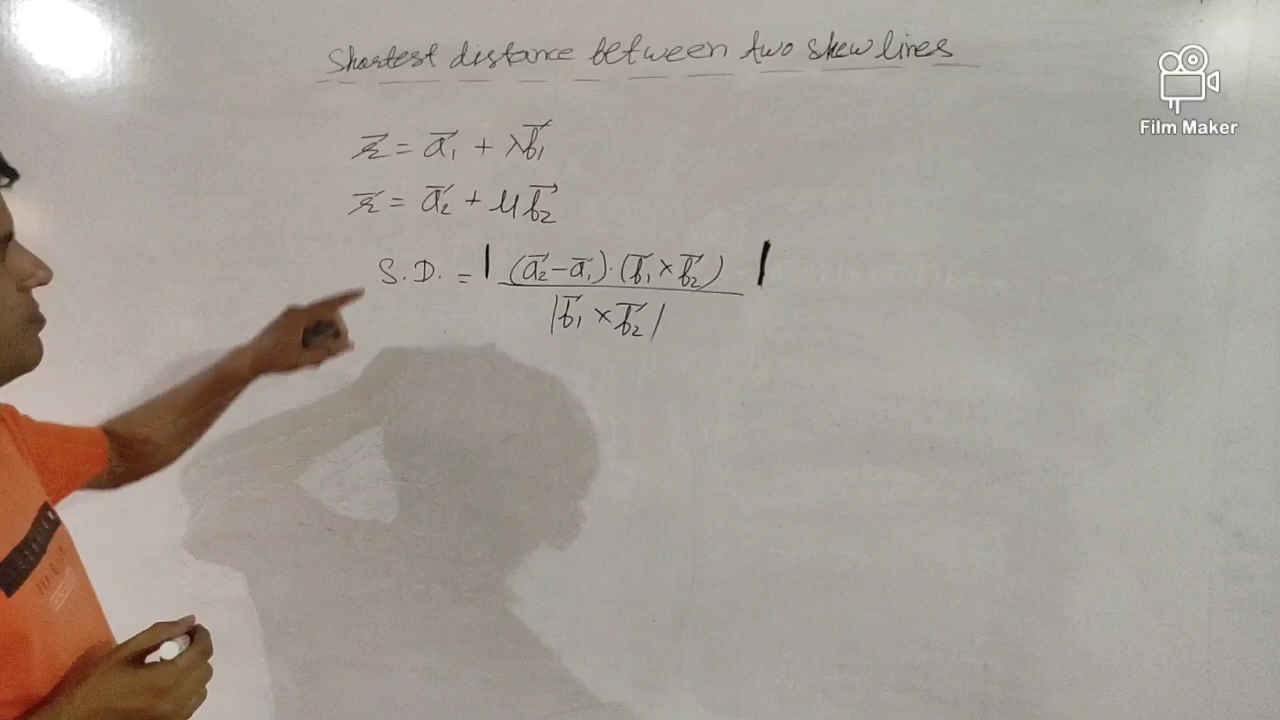 Shortest distance between two skew lines
Film Maker
r⃗ = a⃗₁ + λb⃗₁
r⃗ = a⃗₂ + μb⃗₂
S.D. = | (a⃗₂ − a⃗₁) · (b⃗₁ × b⃗₂) |
|b⃗₁ × b⃗₂|